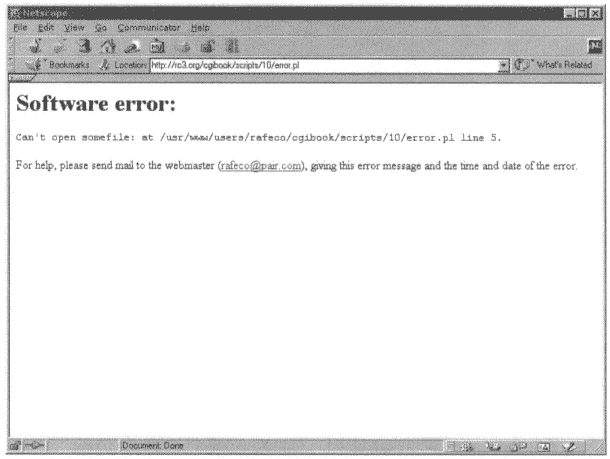 Netscape
File Edit View Go Communicator Help
Bookmarks Location: http://rc3.org/cgibook/scripts/10/error.pl What's Related
Software error:
Can't open somefile: at /usr/www/users/rafeco/cgibook/scripts/10/error.pl line 5.
For help, please send mail to the webmaster (rafeco@pair.com), giving this error message and the time and date of the error.
Document: Done